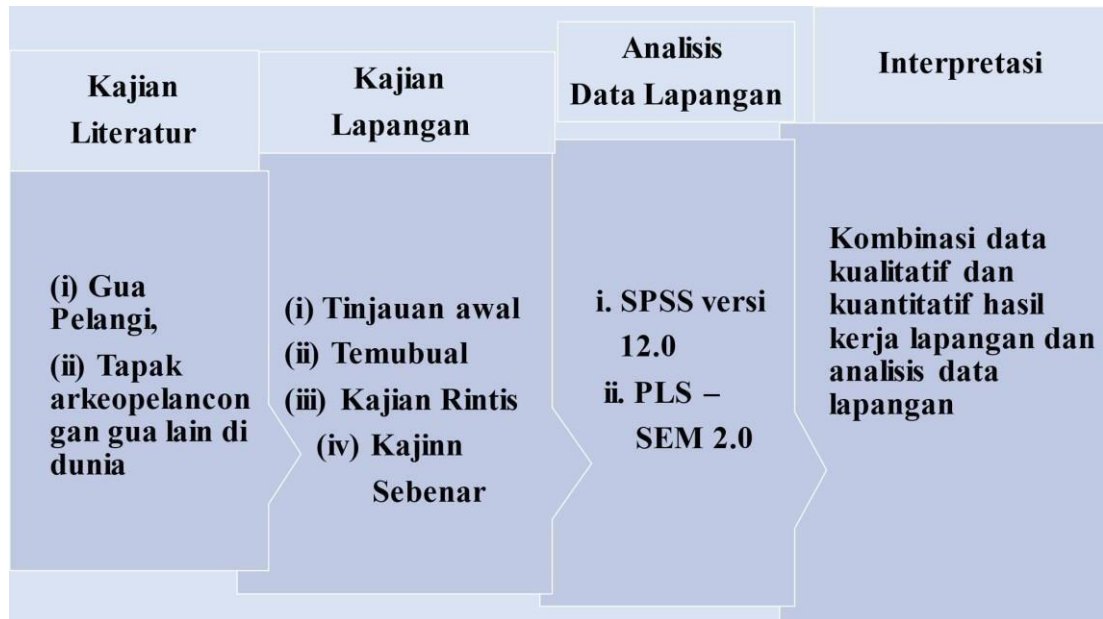 Kajian
Literatur
(i) Gua
Pelangi,
(ii) Tapak
arkeopelancon
gan gua lain di
dunia
Kajian
Lapangan
(i) Tinjauan awal
(ii) Temubual
(iii) Kajian Rintis
(iv) Kajinn
Sebenar
Analisis
Data Lapangan
i. SPSS versi
12.0
ii. PLS –
SEM 2.0
Interpretasi
Kombinasi data
kualitatif dan
kuantitatif hasil
kerja lapangan dan
analisis data
lapangan